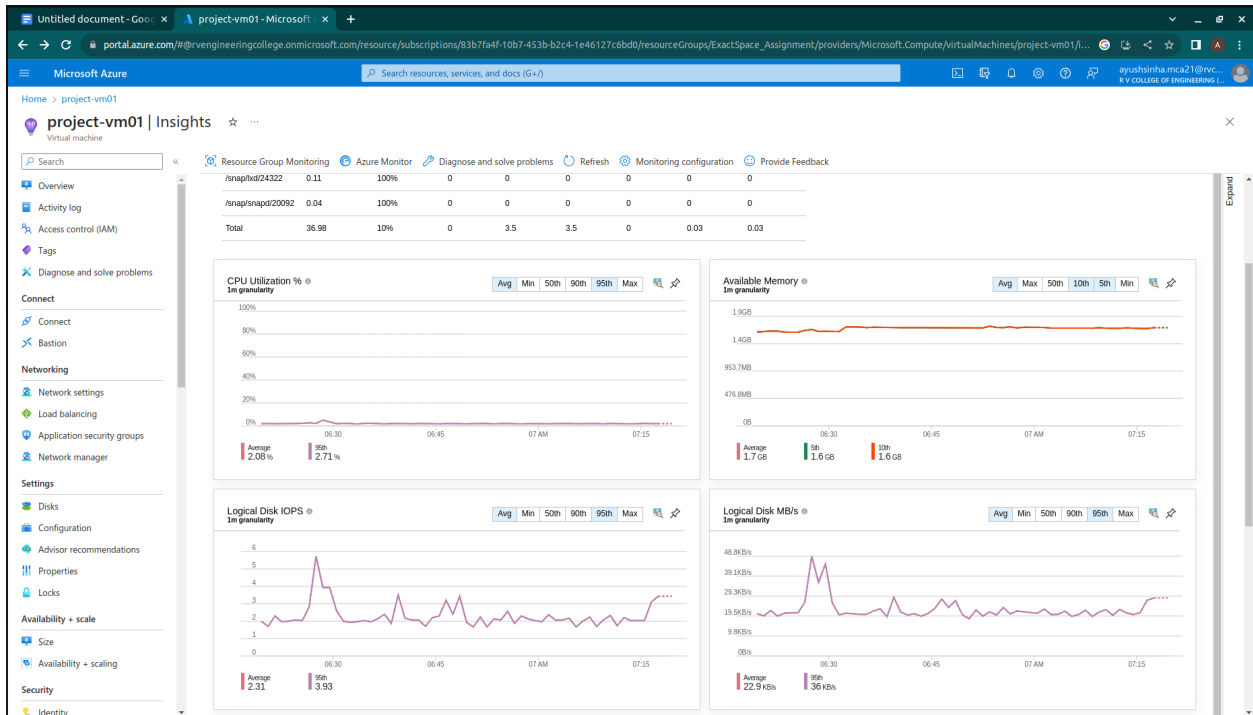 Untitled document - Goog
project-vm01 - Microsoft A
portal.azure.com/#@rvengineeringcollege.onmicrosoft.com/resource/subscriptions/83b7fa4f-10b7-453b-b2c4-1e46127c6bd0/resourceGroups/ExactSpace_Assignment/providers/Microsoft.Compute/virtualMachines/project-vm01/i...
A
Microsoft Azure
Search resources, services, and docs (G+/)
ayushsinha.mca21@rvc...
R V COLLEGE OF ENGINEERING (...
Home > project-vm01
project-vm01 | Insights
Virtual machine
Search
Resource Group Monitoring Azure Monitor Diagnose and solve problems Refresh Monitoring configuration Provide Feedback
Overview
Activity log
Access control (IAM)
Tags
Diagnose and solve problems
Connect
Connect
Bastion
Networking
Network settings
Load balancing
Application security groups
Network manager
Settings
Disks
Configuration
Advisor recommendations
Properties
Locks
Availability + scale
Size
Availability + scaling
Security
Identity
/snap/lxd/24322 0.11 100% 0 0 0 0 0 0
/snap/snapd/20092 0.04 100% 0 0 0 0 0 0
Total 36.98 10% 0 3.5 3.5 0 0.03 0.03
Expand
CPU Utilization %
1m granularity
Avg Min 50th 90th 95th Max
100%
80%
60%
40%
20%
0%
06:30 06:45 07 AM 07:15
Average
2.08 %
95th
2.71 %
Available Memory
1m granularity
Avg Max 50th 10th 5th Min
1.9GB
1.4GB
953.7MB
476.8MB
0B
06:30 06:45 07 AM 07:15
Average
1.7 GB
5th
1.6 GB
10th
1.6 GB
Logical Disk IOPS
1m granularity
Avg Min 50th 90th 95th Max
6
5
4
3
2
1
0
06:30 06:45 07 AM 07:15
Average
2.31
95th
3.93
Logical Disk MB/s
1m granularity
Avg Min 50th 90th 95th Max
48.8KB/s
39.1KB/s
29.3KB/s
19.5KB/s
9.8KB/s
0B/s
06:30 06:45 07 AM 07:15
Average
22.9 KB/s
95th
36 KB/s